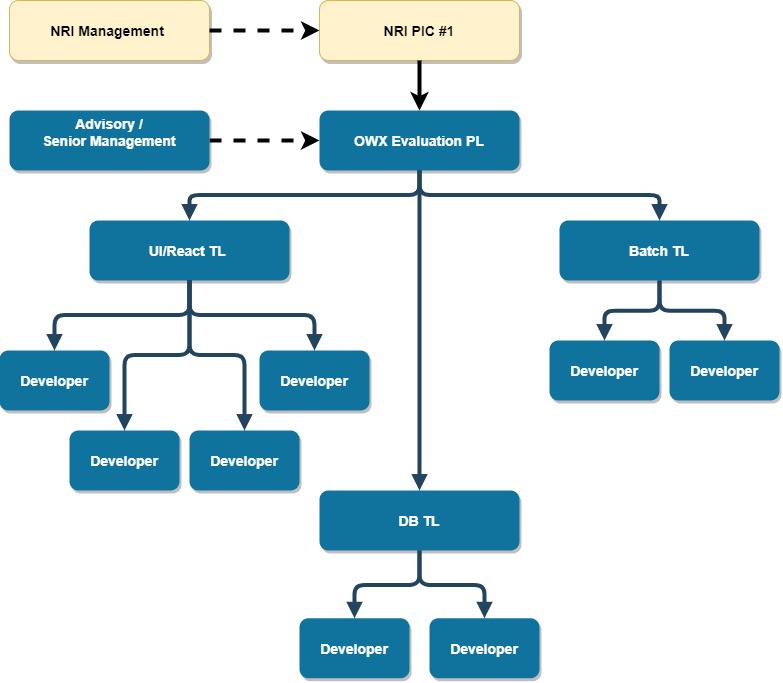 NRI Management
NRI PIC #1
Advisory /
Senior Management
OWX Evaluation PL
UI/React TL
Batch TL
Developer
Developer
Developer
Developer
Developer
Developer
DB TL
Developer
Developer